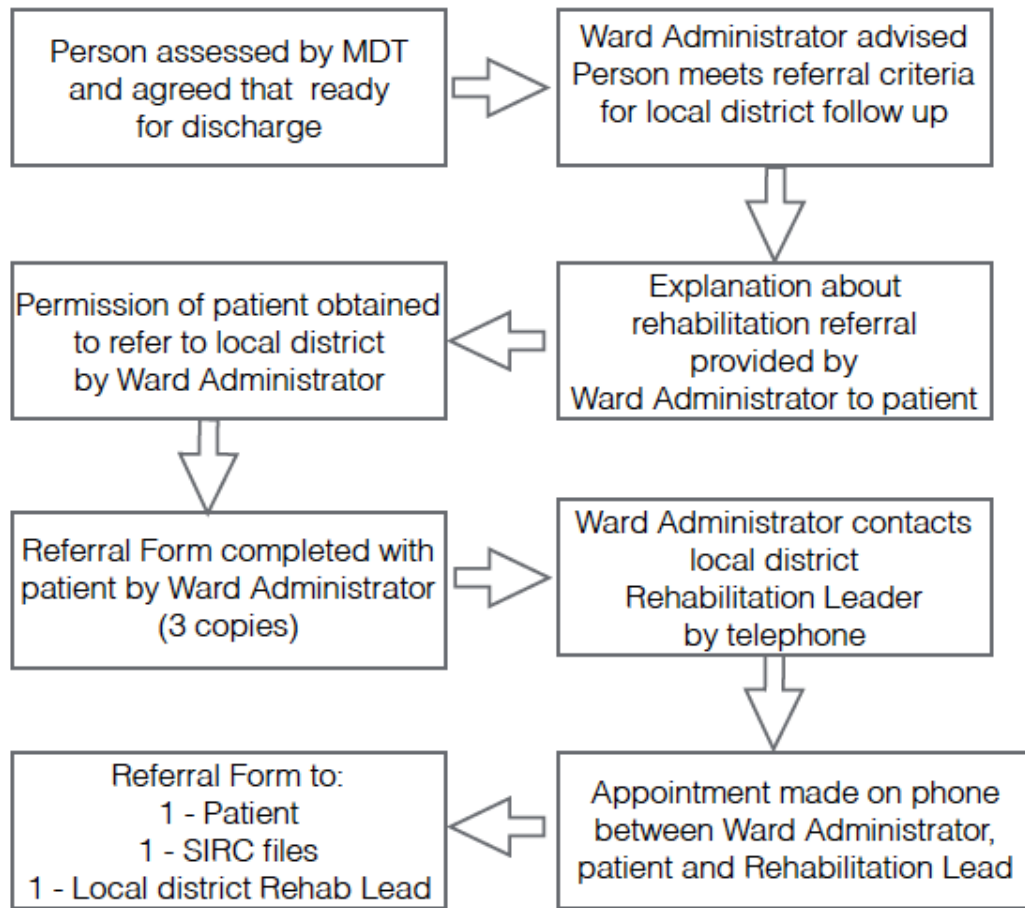 Person assessed by MDT
and agreed that ready
for discharge
Ward Administrator advised
Person meets referral criteria
for local district follow up
Explanation about
rehabilitation referral
provided by
Ward Administrator to patient
Permission of patient obtained
to refer to local district
by Ward Administrator
Referral Form completed with
patient by Ward Administrator
(3 copies)
Ward Administrator contacts
local district
Rehabilitation Leader
by telephone
Appointment made on phone
between Ward Administrator,
patient and Rehabilitation Lead
Referral Form to:
1 - Patient
1 - SIRC files
1 - Local district Rehab Lead